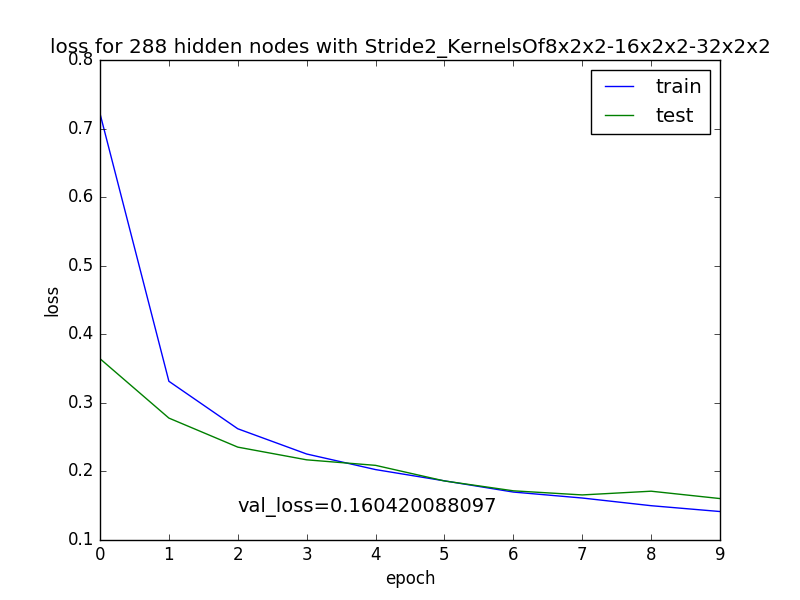 loss for 288 hidden nodes with Stride2_KernelsOf8x2x2-16x2x2-32x2x2
0.8
0.7
0.6
0.5
0.4
0.3
0.2
0.1
loss
train
test
val_loss=0.160420088097
0 1 2 3 4 5 6 7 8 9
epoch